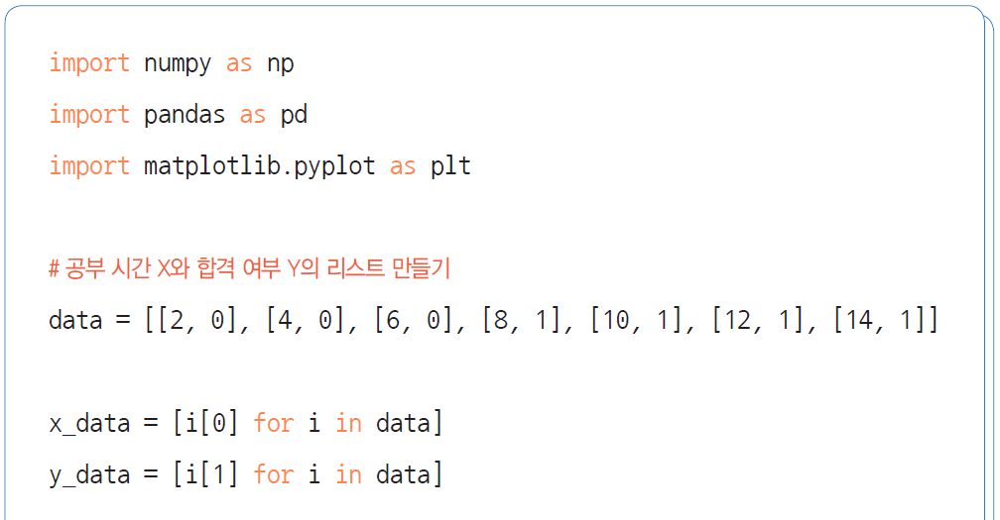 import numpy as np
import pandas as pd
import matplotlib.pyplot as plt
# 공부 시간 X와 합격 여부 Y의 리스트 만들기
data = [[2, 0], [4, 0], [6, 0], [8, 1], [10, 1], [12, 1], [14, 1]]
x_data = [i[0] for i in data]
y_data = [i[1] for i in data]